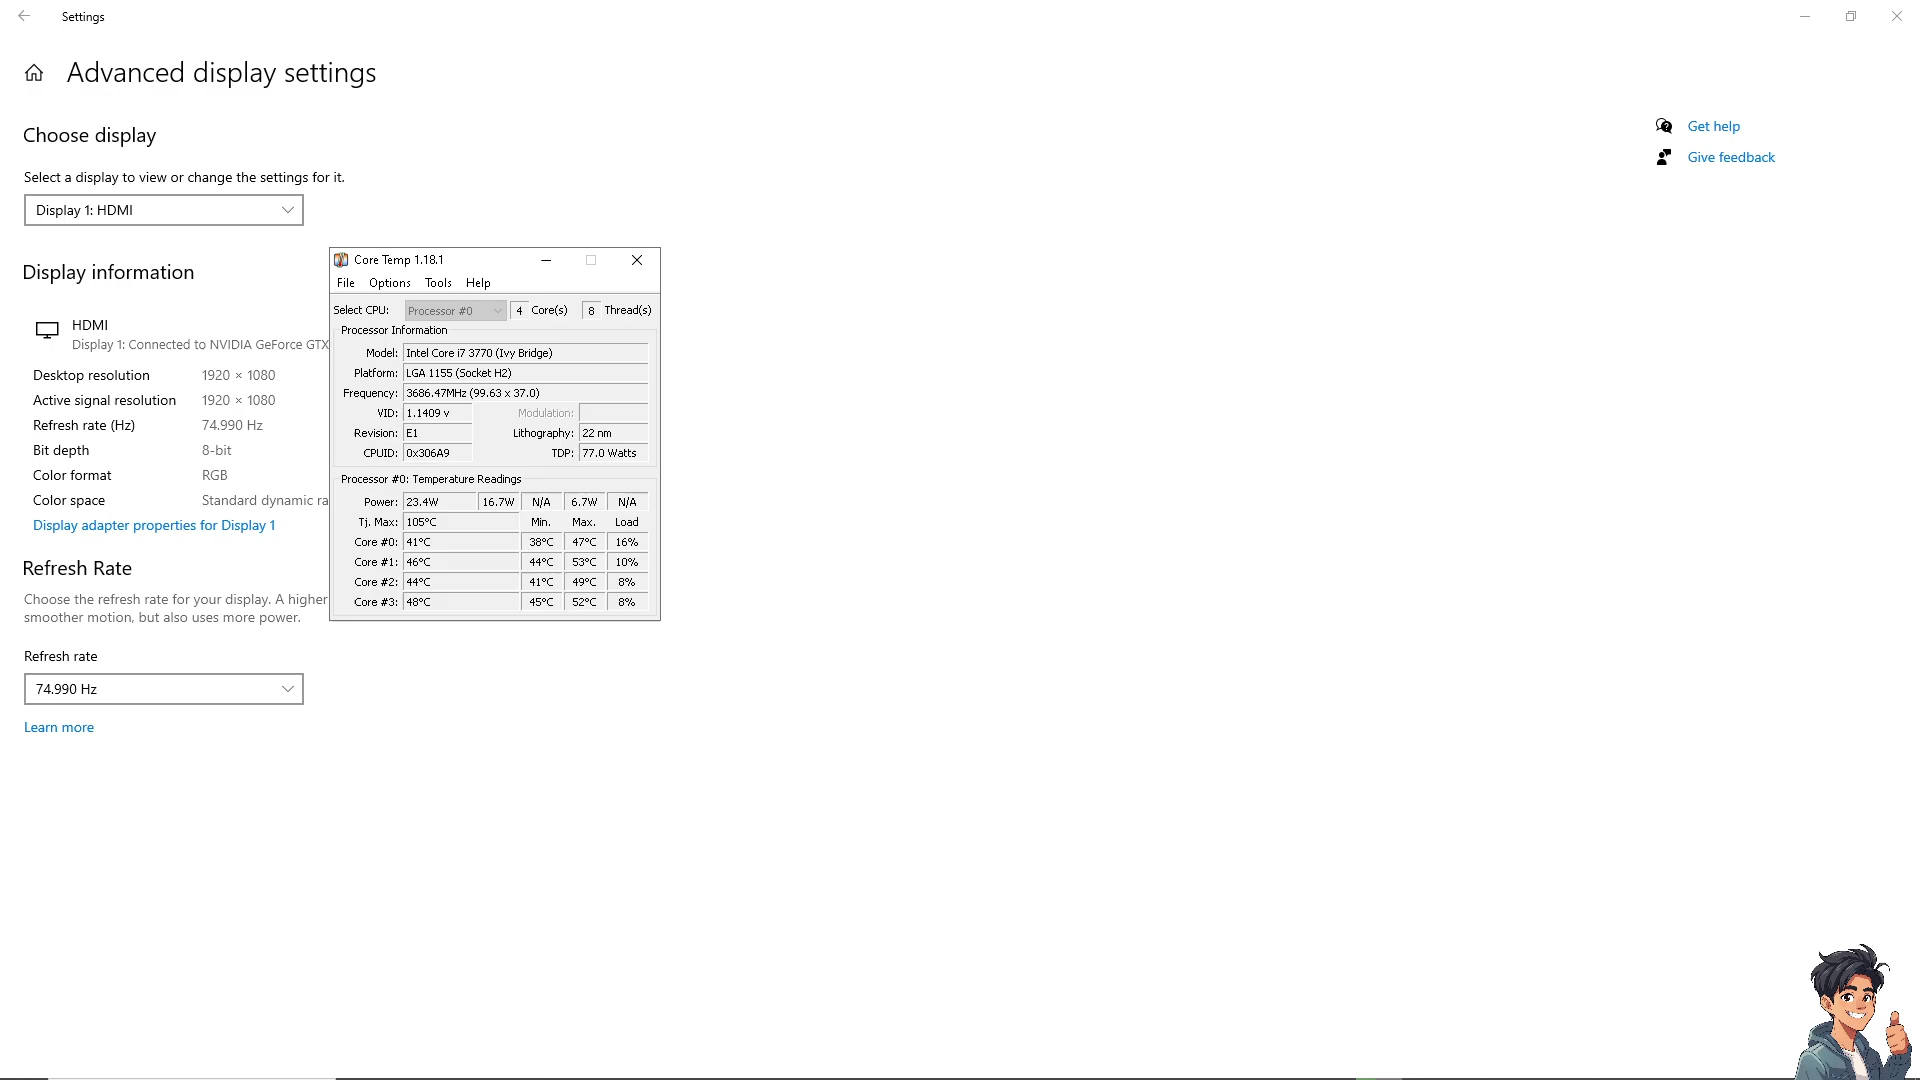 Settings
Advanced display settings
Choose display
Select a display to view or change the settings for it.
Display 1: HDMI
Get help
Give feedback
Display information
HDMI
Display 1: Connected to NVIDIA GeForce GTX
Desktop resolution 1920 × 1080
Active signal resolution 1920 × 1080
Refresh rate (Hz) 74.990 Hz
Bit depth 8-bit
Color format RGB
Color space Standard dynamic ra
Display adapter properties for Display 1
Refresh Rate
Choose the refresh rate for your display. A higher
smoother motion, but also uses more power.
Refresh rate
74.990 Hz
Learn more
Core Temp 1.18.1
File Options Tools Help
Select CPU: Processor #0 4 Core(s) 8 Thread(s)
Processor Information
Model: Intel Core i7 3770 (Ivy Bridge)
Platform: LGA 1155 (Socket H2)
Frequency: 3686.47MHz (99.63 x 37.0)
VID: 1.1409 v Modulation:
Revision: E1 Lithography: 22 nm
CPUID: 0x306A9 TDP: 77.0 Watts
Processor #0: Temperature Readings
Power: 23.4W 16.7W N/A 6.7W N/A
Tj. Max: 105°C Min. Max. Load
Core #0: 41°C 38°C 47°C 16%
Core #1: 46°C 44°C 53°C 10%
Core #2: 44°C 41°C 49°C 8%
Core #3: 48°C 45°C 52°C 8%